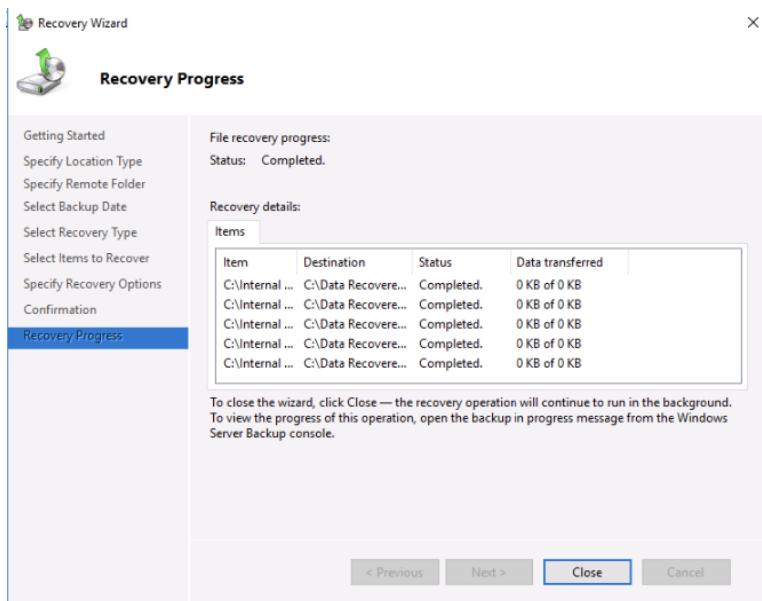 Recovery Wizard
Recovery Progress
Getting Started
Specify Location Type
Specify Remote Folder
Select Backup Date
Select Recovery Type
Select Items to Recover
Specify Recovery Options
Confirmation
Recovery Progress
File recovery progress:
Status: Completed.
Recovery details:
Items
Item Destination Status Data transferred
C:\Internal ... C:\Data Recovere... Completed. 0 KB of 0 KB
C:\Internal ... C:\Data Recovere... Completed. 0 KB of 0 KB
C:\Internal ... C:\Data Recovere... Completed. 0 KB of 0 KB
C:\Internal ... C:\Data Recovere... Completed. 0 KB of 0 KB
C:\Internal ... C:\Data Recovere... Completed. 0 KB of 0 KB
To close the wizard, click Close — the recovery operation will continue to run in the background.
To view the progress of this operation, open the backup in progress message from the Windows
Server Backup console.
< Previous Next > Close Cancel